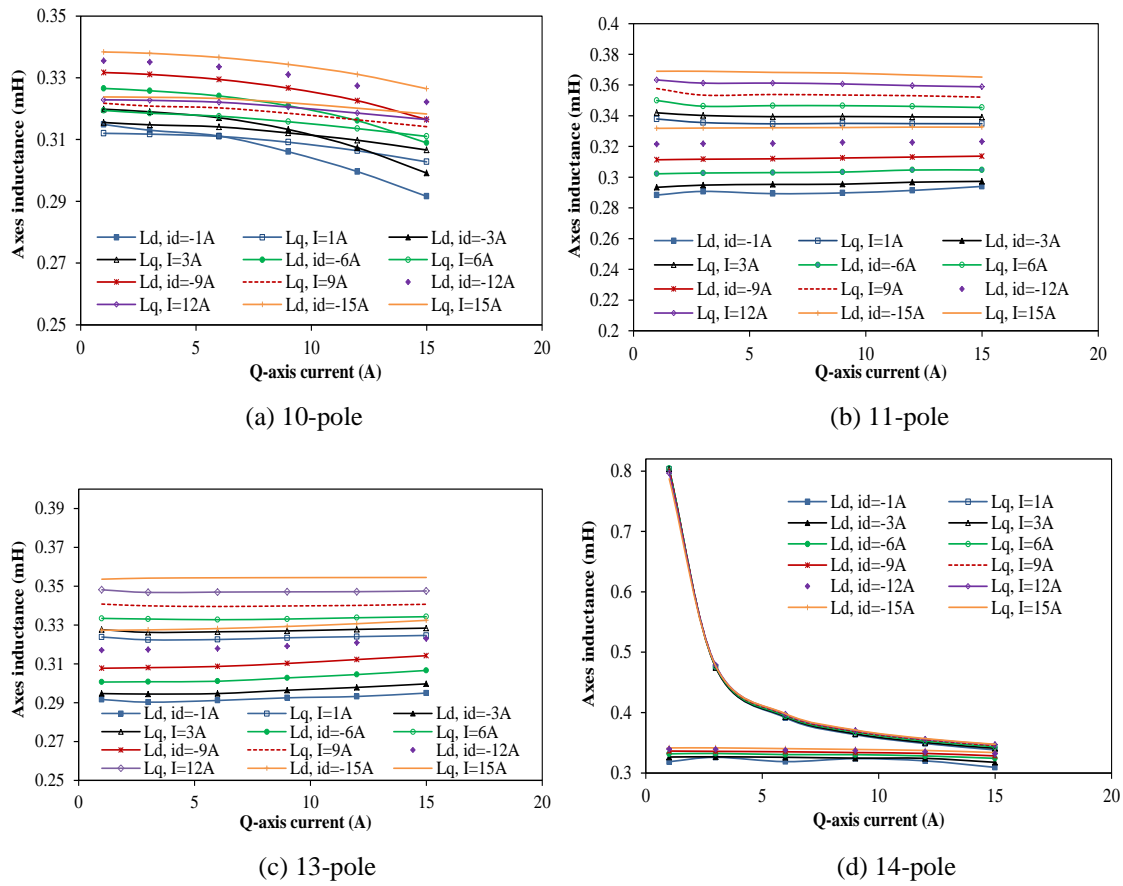 0.35
0.33
0.31
0.29
0.27
0.25
Axes inductance (mH)
Ld, id=-1A Lq, I=1A Ld, id=-3A
Lq, I=3A Ld, id=-6A Lq, I=6A
Ld, id=-9A Lq, I=9A Ld, id=-12A
Lq, I=12A Ld, id=-15A Lq, I=15A
0 5 10 15 20
Q-axis current (A)
(a) 10-pole
0.4
0.38
0.36
0.34
0.32
0.3
0.28
0.26
0.24
0.22
0.2
Axes inductance (mH)
Ld, id=-1A Lq, I=1A Ld, id=-3A
Lq, I=3A Ld, id=-6A Lq, I=6A
Ld, id=-9A Lq, I=9A Ld, id=-12A
Lq, I=12A Ld, id=-15A Lq, I=15A
0 5 10 15 20
Q-axis current (A)
(b) 11-pole
0.39
0.37
0.35
0.33
0.31
0.29
0.27
0.25
Axes inductance (mH)
Ld, id=-1A Lq, I=1A Ld, id=-3A
Lq, I=3A Ld, id=-6A Lq, I=6A
Ld, id=-9A Lq, I=9A Ld, id=-12A
Lq, I=12A Ld, id=-15A Lq, I=15A
0 5 10 15 20
Q-axis current (A)
(c) 13-pole
0.8
0.7
0.6
0.5
0.4
0.3
Axes inductance (mH)
Ld, id=-1A Lq, I=1A
Ld, id=-3A Lq, I=3A
Ld, id=-6A Lq, I=6A
Ld, id=-9A Lq, I=9A
Ld, id=-12A Lq, I=12A
Ld, id=-15A Lq, I=15A
0 5 10 15 20
Q-axis current (A)
(d) 14-pole